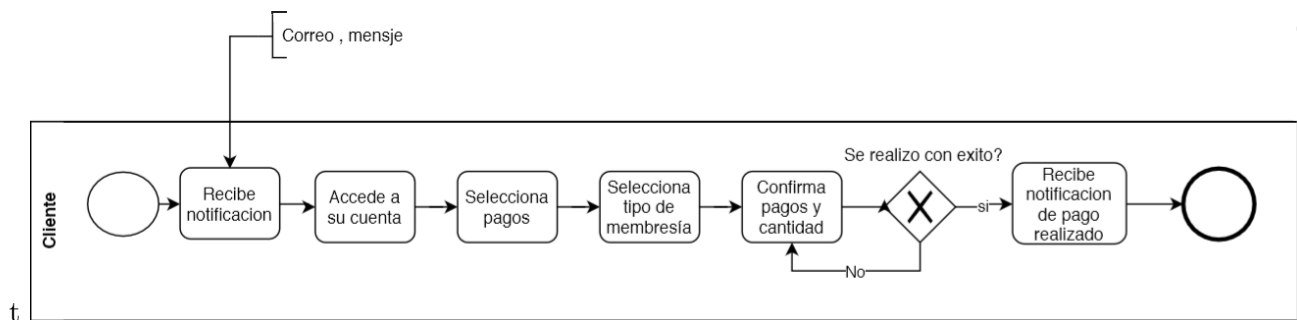 Correo , mensje
Cliente
Recibe
notificacion
Accede a
su cuenta
Selecciona
pagos
Selecciona
tipo de
membresía
Confirma
pagos y
cantidad
Se realizo con exito?
No
si
Recibe
notificacion
de pago
realizado
t